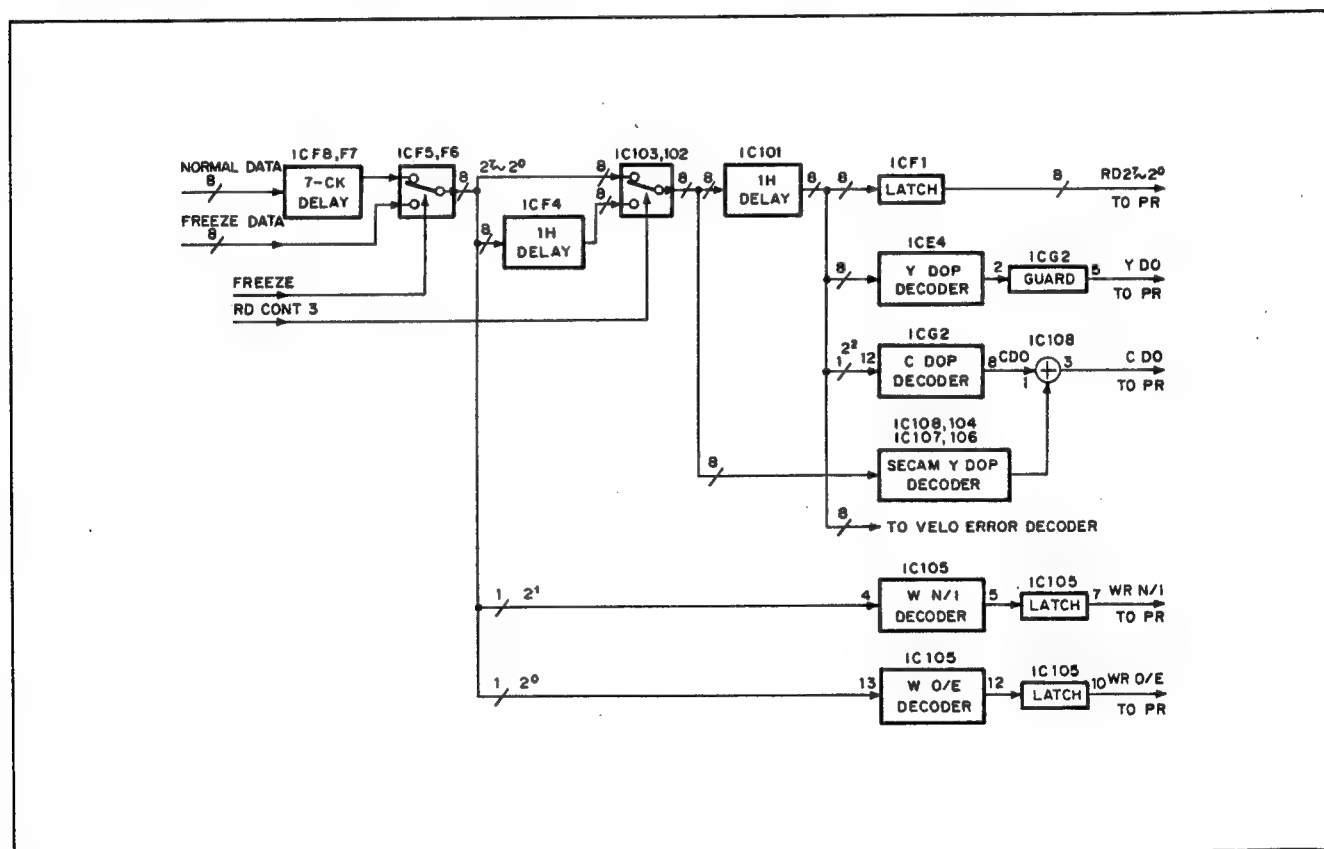 ICF8,F7
ICF5,F6
IC103,102
IC101
ICF1
NORMAL DATA
8
7-CK
DELAY
8
2⁷~2⁰
8
8
8
1H
DELAY
8
8
LATCH
8
RD2⁷~2⁰
TO PR
FREEZE DATA
8
ICF4
8
1H
DELAY
8
FREEZE
RD CONT 3
ICE4
8
Y DOP
DECODER
2
ICG2
GUARD
5
Y DO
TO PR
ICG2
2²
1
12
C DOP
DECODER
8
CDO
1
IC108
+
3
C DO
TO PR
IC108,104
IC107,106
8
SECAM Y DOP
DECODER
8
TO VELO ERROR DECODER
IC105
1
2¹
4
W N/I
DECODER
5
IC105
LATCH
7
WR N/I
TO PR
IC105
1
2⁰
13
W O/E
DECODER
12
IC105
LATCH
10
WR O/E
TO PR